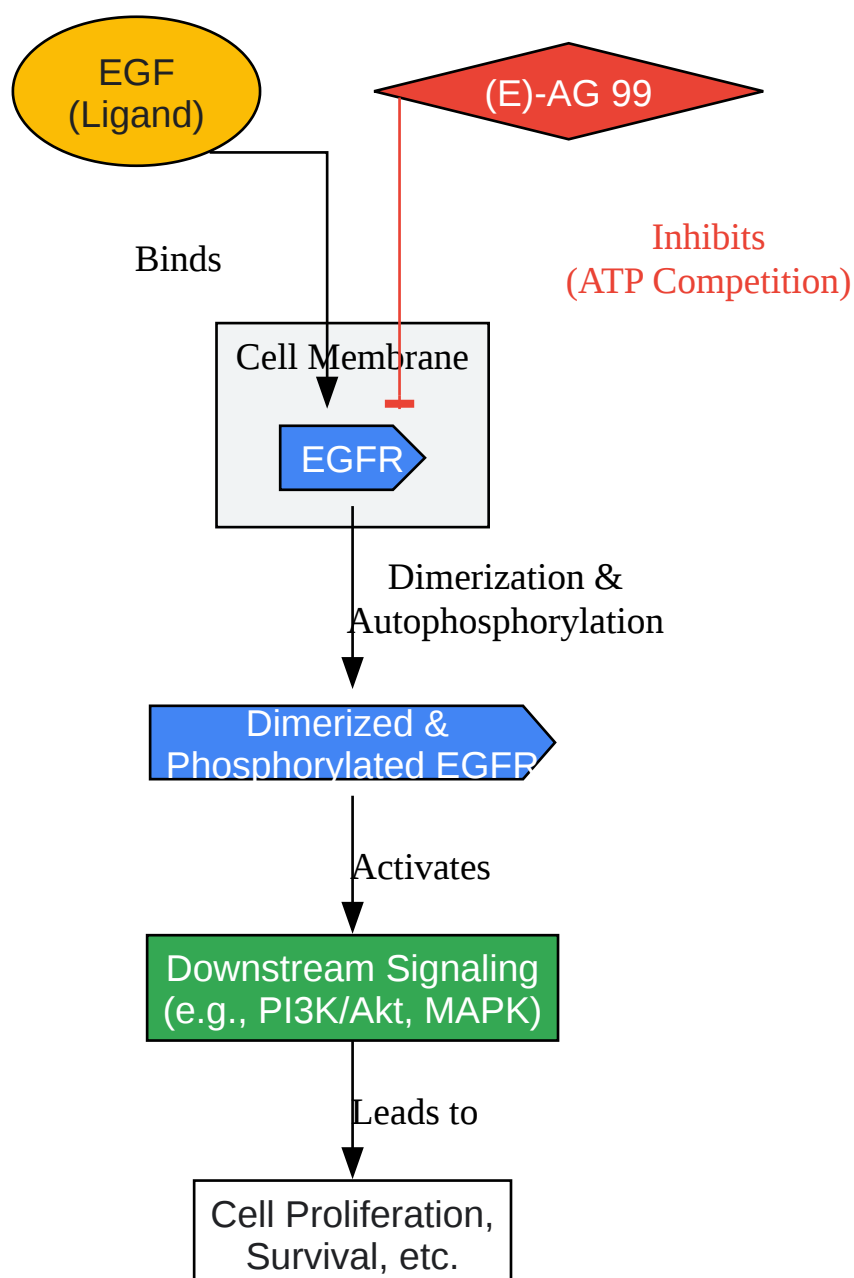 EGF
(Ligand)
(E)-AG 99
Inhibits
(ATP Competition)
Binds
Cell Membrane
EGFR
Dimerization &
Autophosphorylation
Dimerized &
Phosphorylated EGFR
Activates
Downstream Signaling
(e.g., PI3K/Akt, MAPK)
Leads to
Cell Proliferation,
Survival, etc.